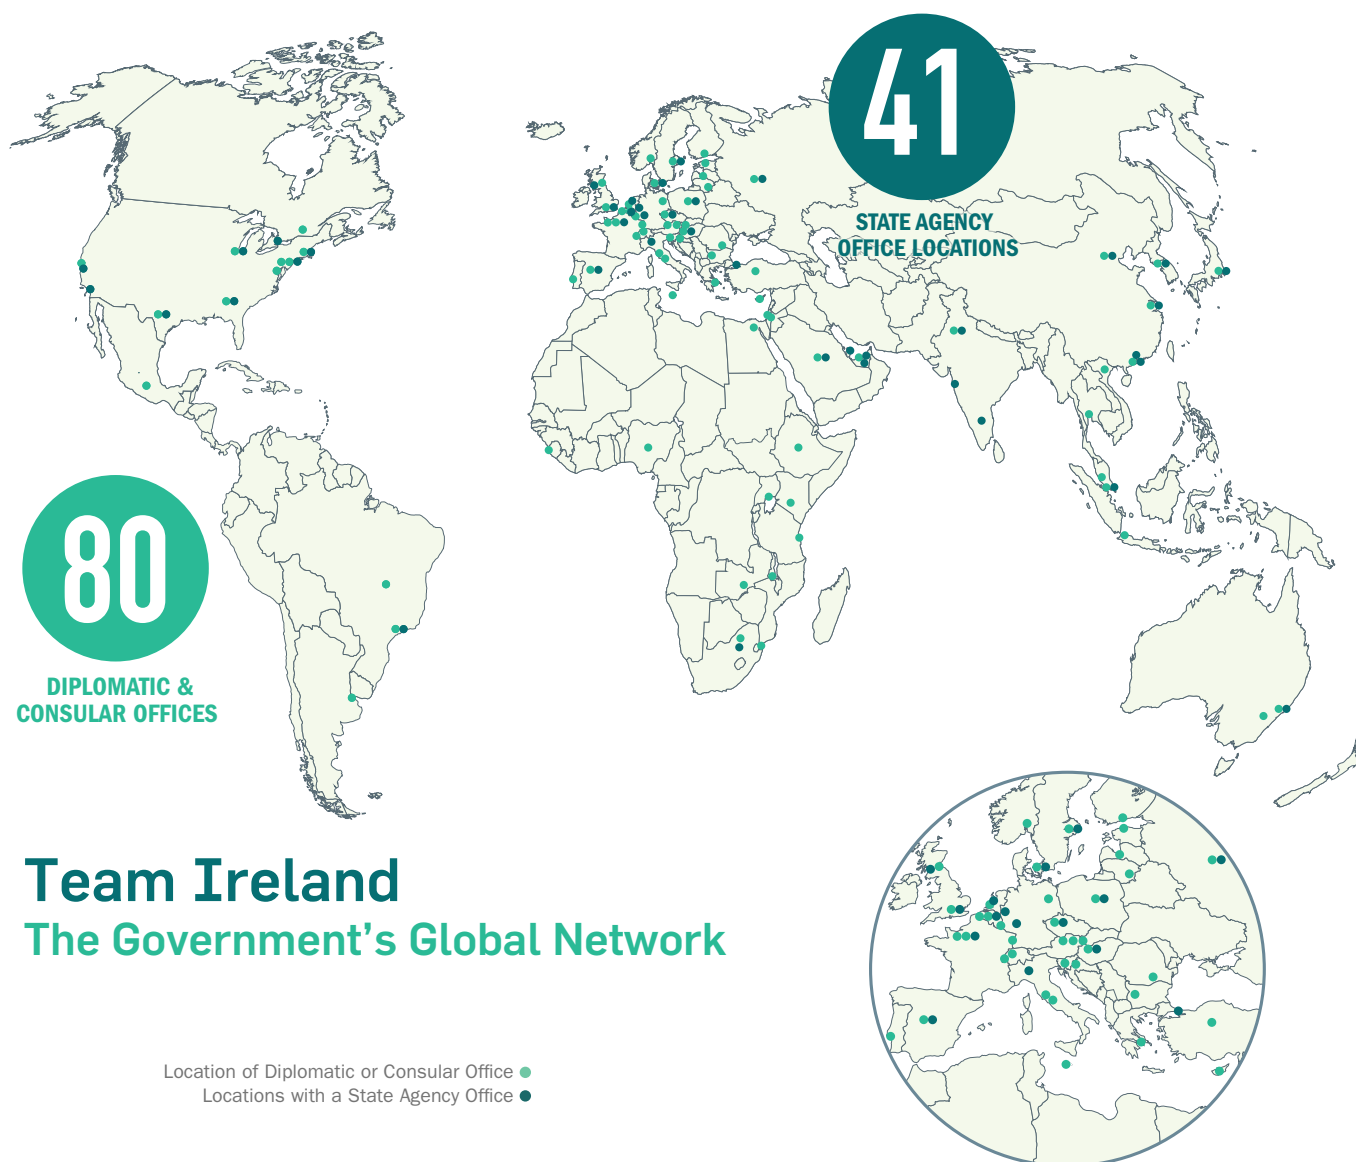 41
STATE AGENCY
OFFICE LOCATIONS
80
DIPLOMATIC &
CONSULAR OFFICES
Team Ireland
The Government’s Global Network
Location of Diplomatic or Consular Office
Locations with a State Agency Office